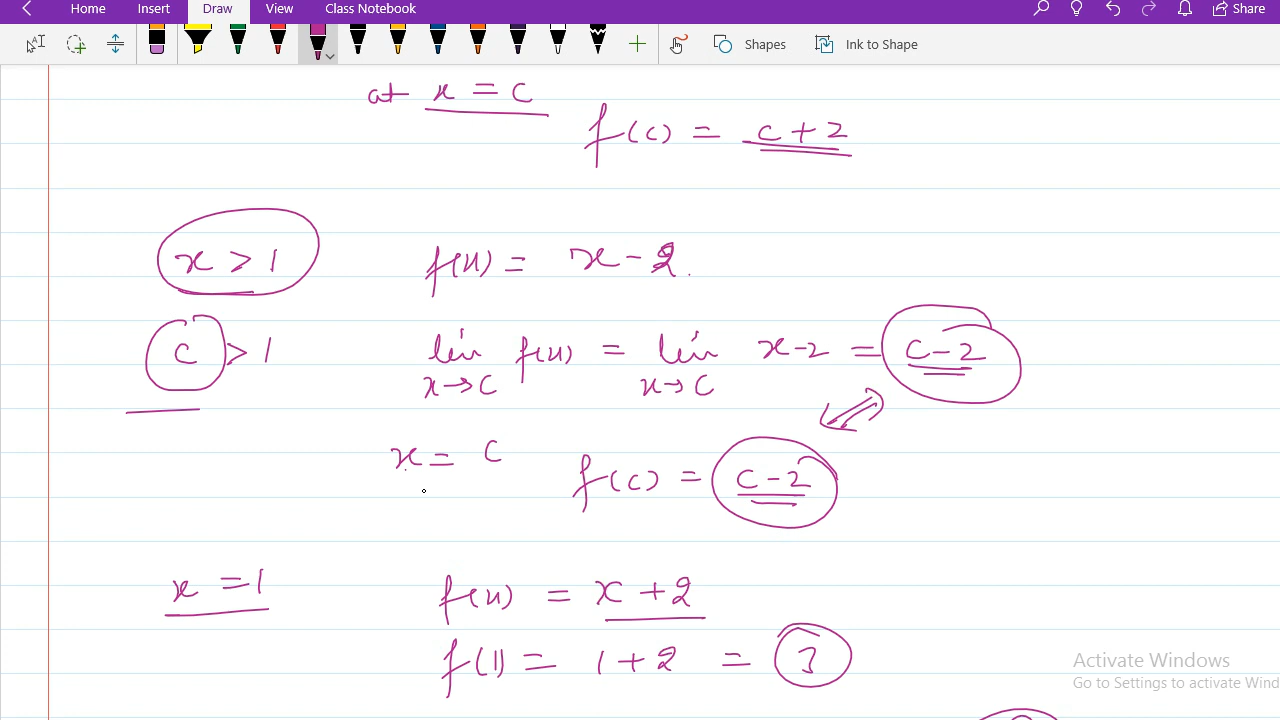 Home Insert Draw View Class Notebook Share
Shapes Ink to Shape
at x = c
f(c) = c + 2
x > 1 f(x) = x - 2.
c > 1 lim x→c f(x) = lim x→c x - 2 = c - 2
x = c f(c) = c - 2
x = 1 f(x) = x + 2
f(1) = 1 + 2 = 3
Activate Windows
Go to Settings to activate Wind